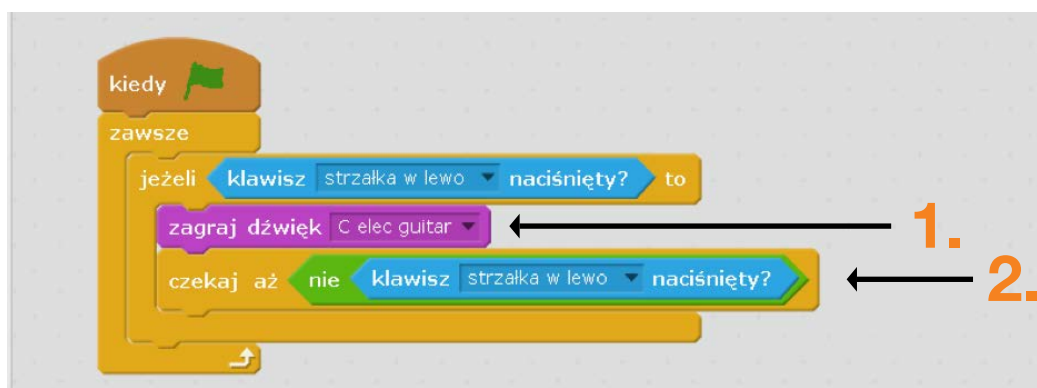 kiedy
zawsze
jeżeli klawisz strzałka w lewo naciśnięty? to
zagraj dźwięk C elec guitar
1.
czekaj aż nie klawisz strzałka w lewo naciśnięty?
2.